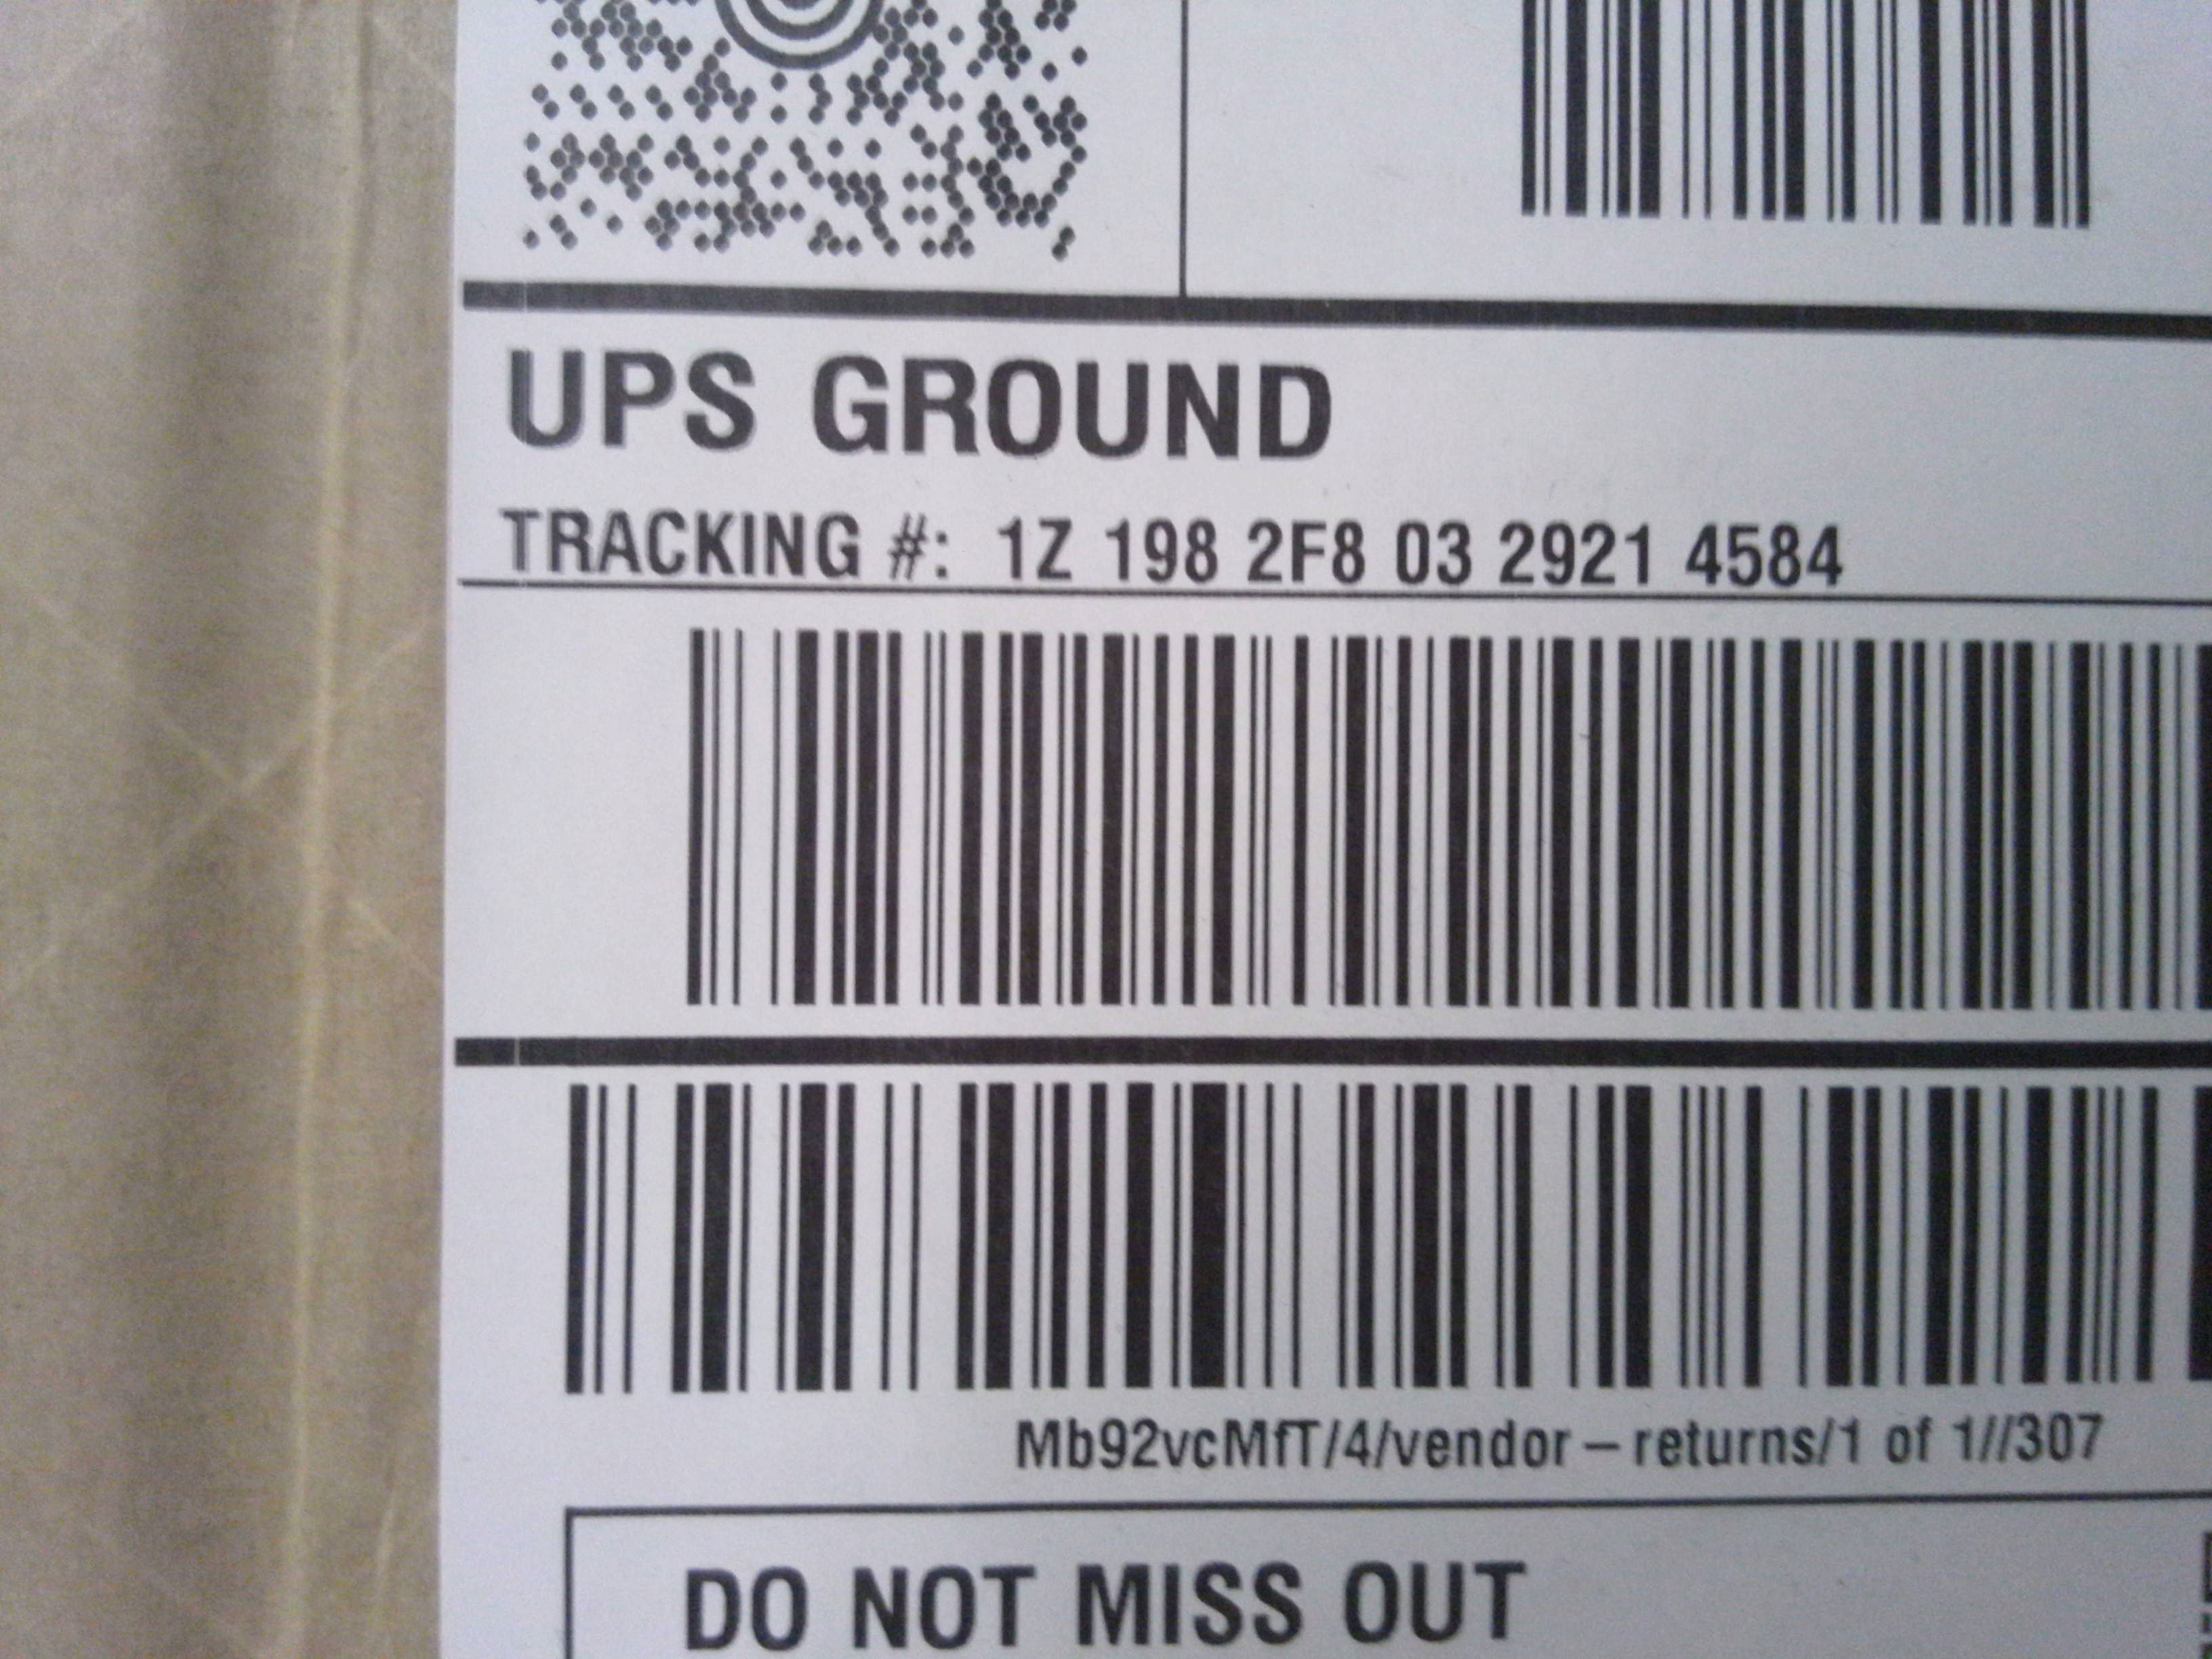 UPS GROUND
TRACKING #: 1Z 198 2F8 03 2921 4584
Mb92vcMfT/4/vendor – returns/1 of 1//307
DO NOT MISS OUT